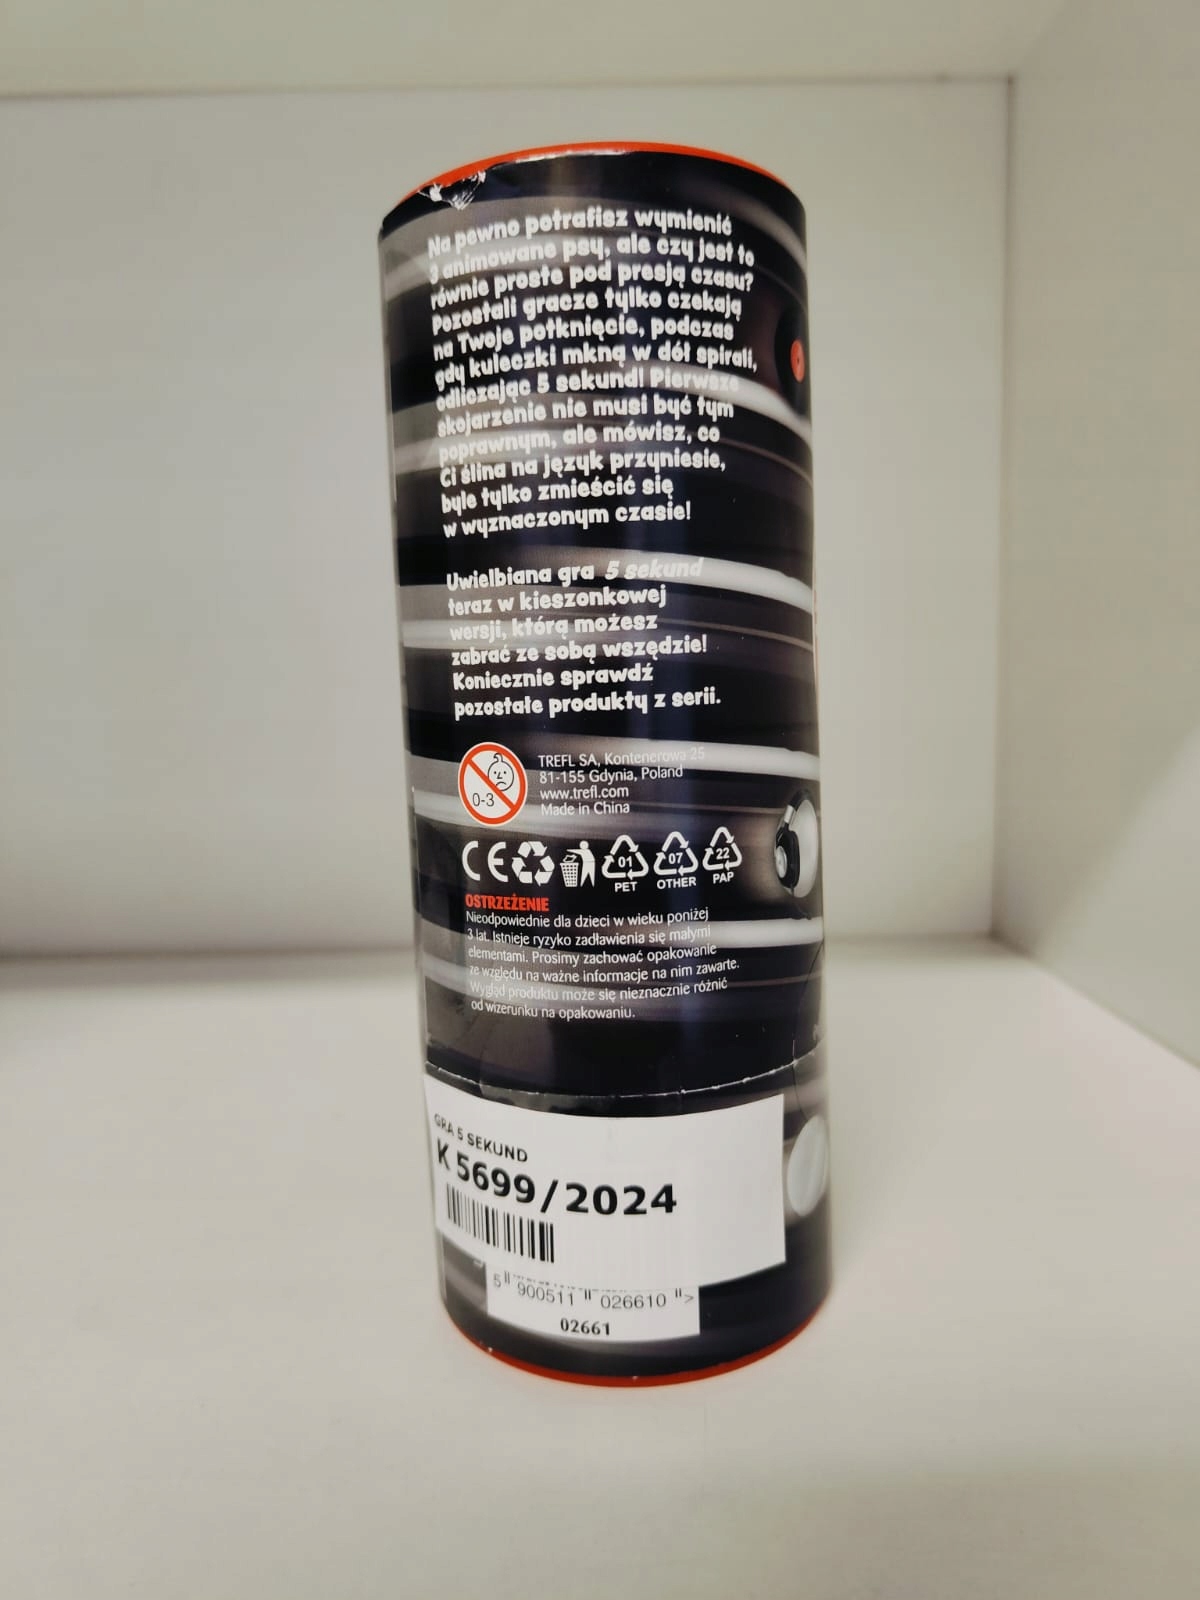 Na pewno potrafisz wymienić
3 animowane psy, ale czy jest to
równie proste pod presją czasu?
Pozostali gracze tylko czekają
na Twoje potknięcie, podczas
gdy kuleczki mkną w dół spirali,
odliczając 5 sekund! Pierwsze
skojarzenie nie musi być tym
poprawnym, ale mówisz, co
Ci ślina na język przyniesie,
byle tylko zmieścić się
w wyznaczonym czasie!
Uwielbiana gra 5 sekund
teraz w kieszonkowej
wersji, którą możesz
zabrać ze sobą wszędzie!
Koniecznie sprawdź
pozostałe produkty z serii.
0-3
TREFL SA, Kontenerowa 25
81-155 Gdynia, Poland
www.trefl.com
Made in China
CE 01 07 22
PET OTHER PAP
OSTRZEŻENIE
Nieodpowiednie dla dzieci w wieku poniżej
3 lat. Istnieje ryzyko zadławienia się małymi
elementami. Prosimy zachować opakowanie
ze względu na ważne informacje na nim zawarte.
Wygląd produktu może się nieznacznie różnić
od wizerunku na opakowaniu.
GRA 5 SEKUND
K 5699/2024
5 900511 026610 >
02661